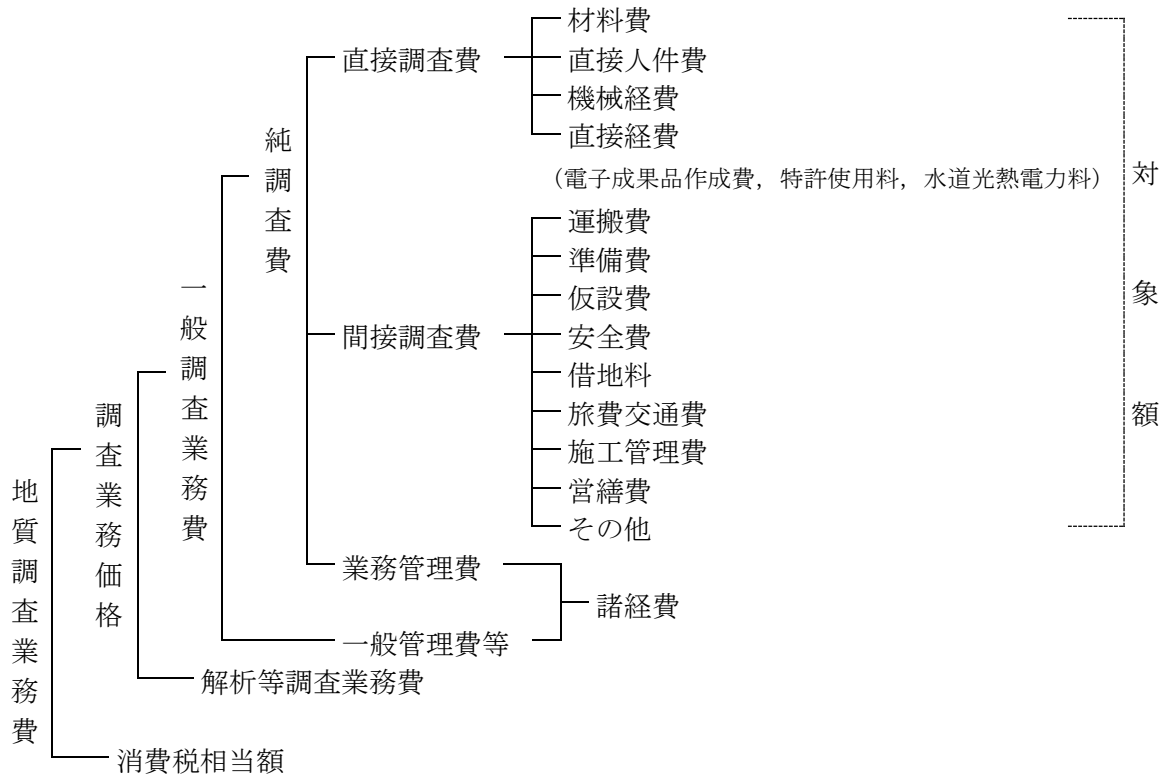 地質調査業務費
調査業務価格
一般調査業務費
純調査費
直接調査費
材料費
直接人件費
機械経費
直接経費
（電子成果品作成費，特許使用料，水道光熱電力料）
間接調査費
運搬費
準備費
仮設費
安全費
借地料
旅費交通費
施工管理費
営繕費
その他
業務管理費
一般管理費等
諸経費
解析等調査業務費
消費税相当額
対象額